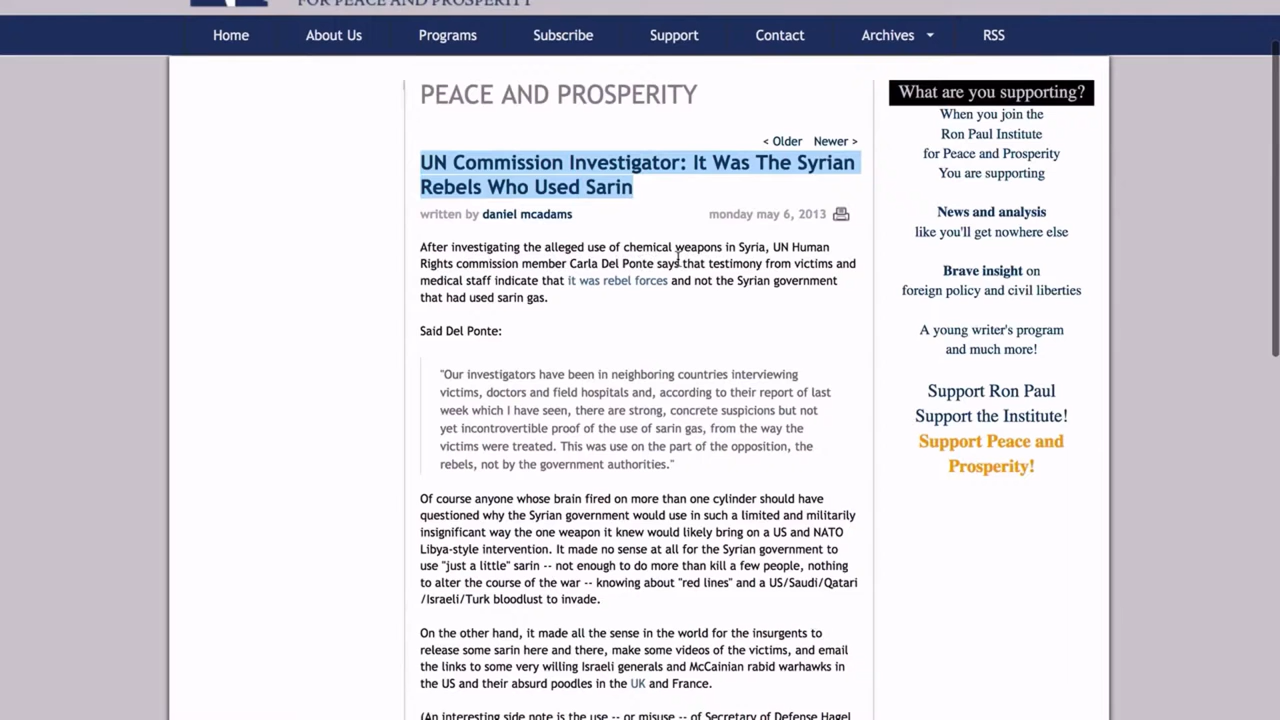 FOR PEACE AND PROSPERITY
Home About Us Programs Subscribe Support Contact Archives RSS
PEACE AND PROSPERITY
< Older Newer >
UN Commission Investigator: It Was The Syrian
Rebels Who Used Sarin
written by daniel mcadams monday may 6, 2013
After investigating the alleged use of chemical weapons in Syria, UN Human
Rights commission member Carla Del Ponte says that testimony from victims and
medical staff indicate that it was rebel forces and not the Syrian government
that had used sarin gas.
Said Del Ponte:
"Our investigators have been in neighboring countries interviewing
victims, doctors and field hospitals and, according to their report of last
week which I have seen, there are strong, concrete suspicions but not
yet incontrovertible proof of the use of sarin gas, from the way the
victims were treated. This was use on the part of the opposition, the
rebels, not by the government authorities."
Of course anyone whose brain fired on more than one cylinder should have
questioned why the Syrian government would use in such a limited and militarily
insignificant way the one weapon it knew would likely bring on a US and NATO
Libya-style intervention. It made no sense at all for the Syrian government to
use "just a little" sarin -- not enough to do more than kill a few people, nothing
to alter the course of the war -- knowing about "red lines" and a US/Saudi/Qatari
/Israeli/Turk bloodlust to invade.
On the other hand, it made all the sense in the world for the insurgents to
release some sarin here and there, make some videos of the victims, and email
the links to some very willing Israeli generals and McCainian rabid warhawks in
the US and their absurd poodles in the UK and France.
(An interesting side note is the use -- or misuse -- of Secretary of Defense Hagel
What are you supporting?
When you join the
Ron Paul Institute
for Peace and Prosperity
You are supporting
News and analysis
like you'll get nowhere else
Brave insight on
foreign policy and civil liberties
A young writer's program
and much more!
Support Ron Paul
Support the Institute!
Support Peace and
Prosperity!